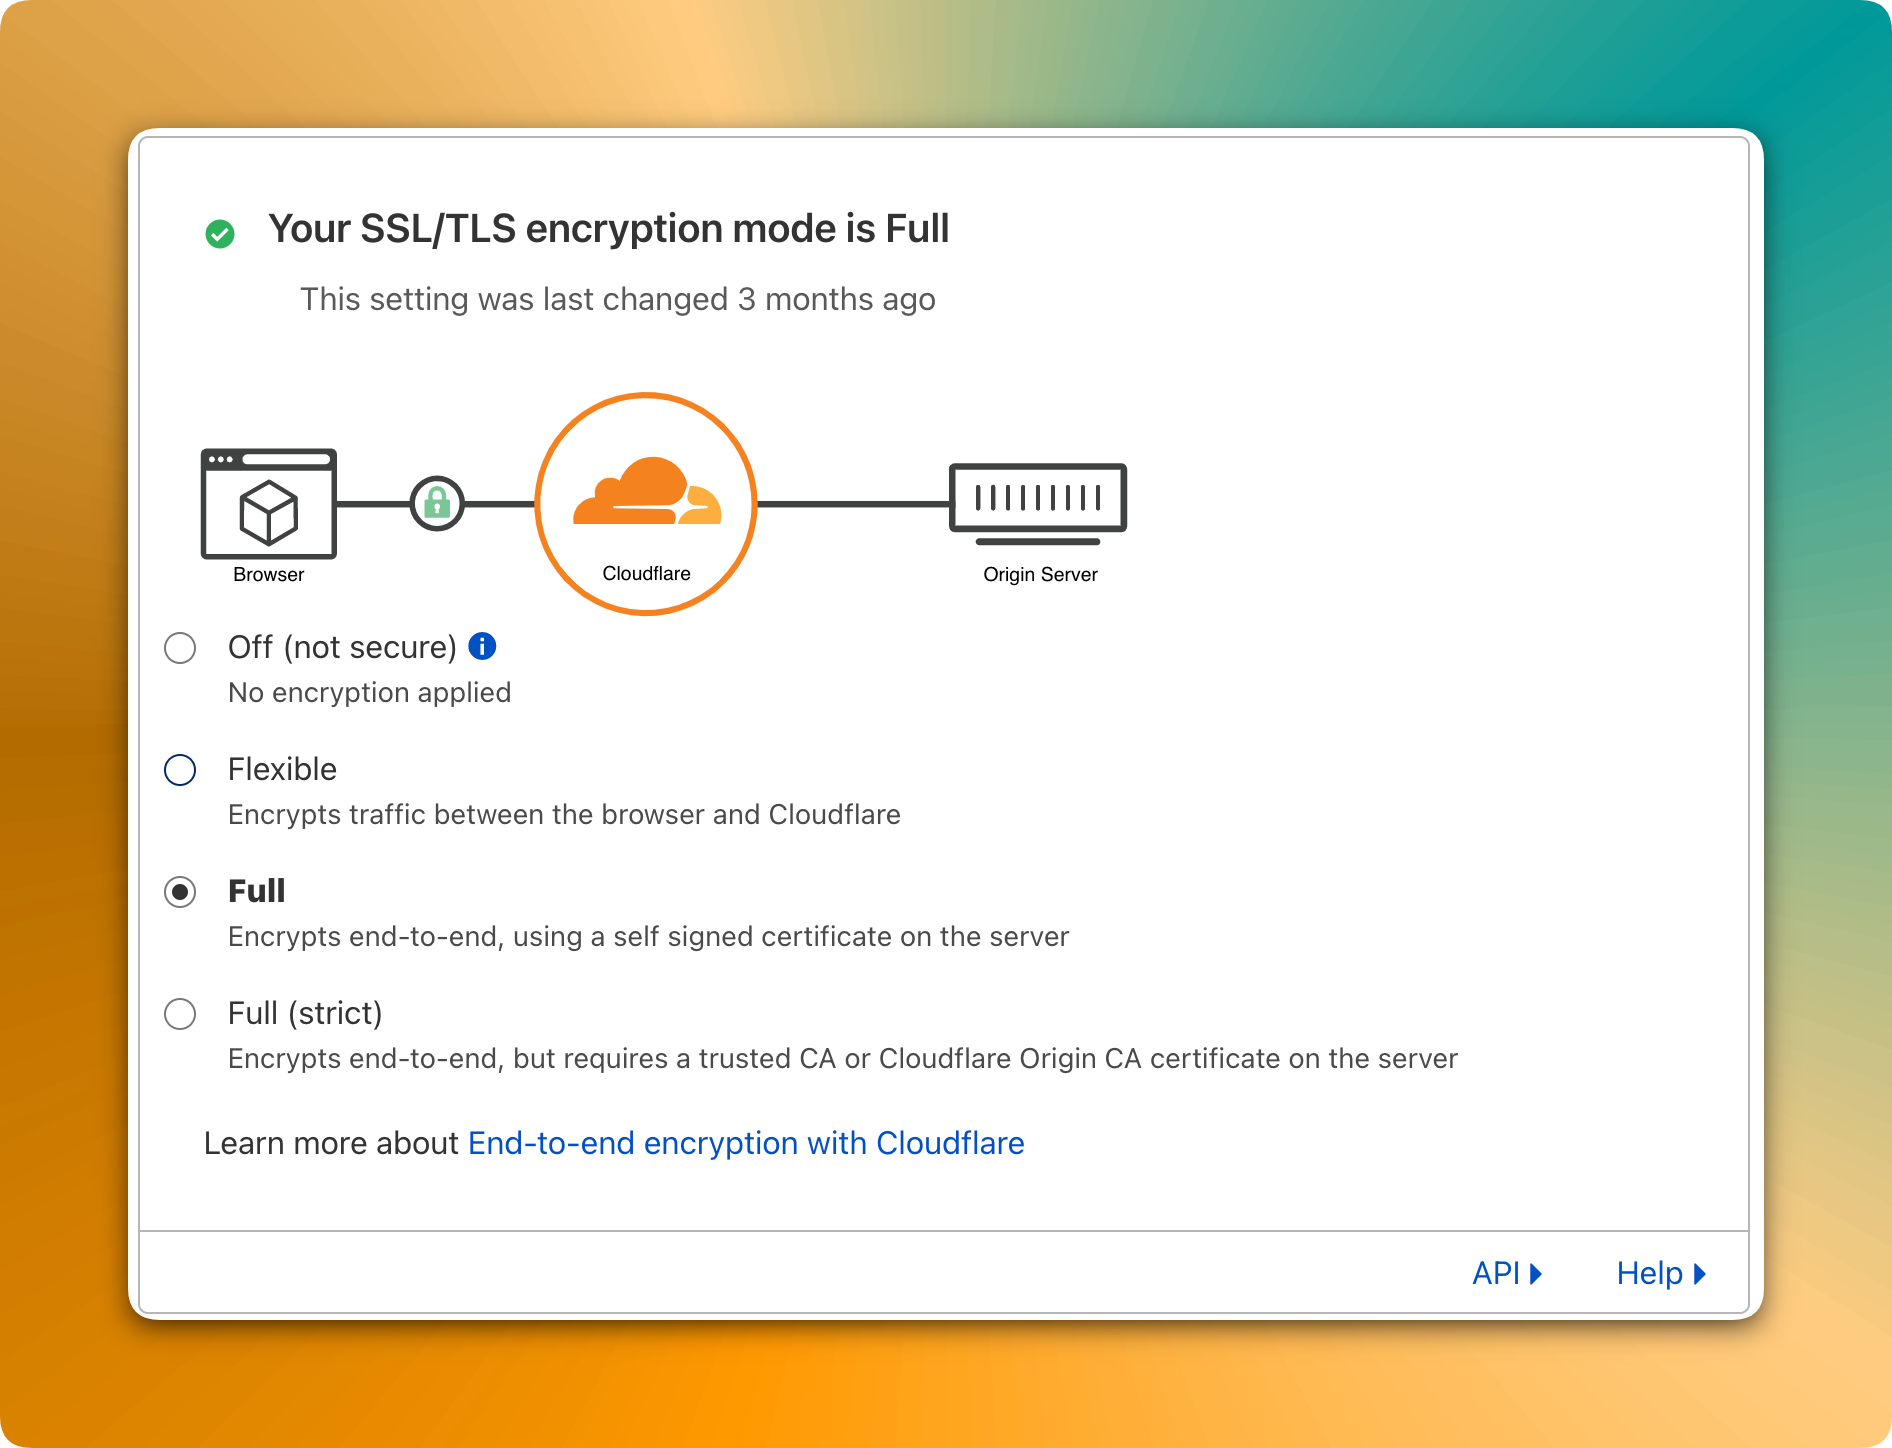 Your SSL/TLS encryption mode is Full
This setting was last changed 3 months ago
Browser
Cloudflare
Origin Server
Off (not secure)
No encryption applied
Flexible
Encrypts traffic between the browser and Cloudflare
Full
Encrypts end-to-end, using a self signed certificate on the server
Full (strict)
Encrypts end-to-end, but requires a trusted CA or Cloudflare Origin CA certificate on the server
Learn more about End-to-end encryption with Cloudflare
API
Help